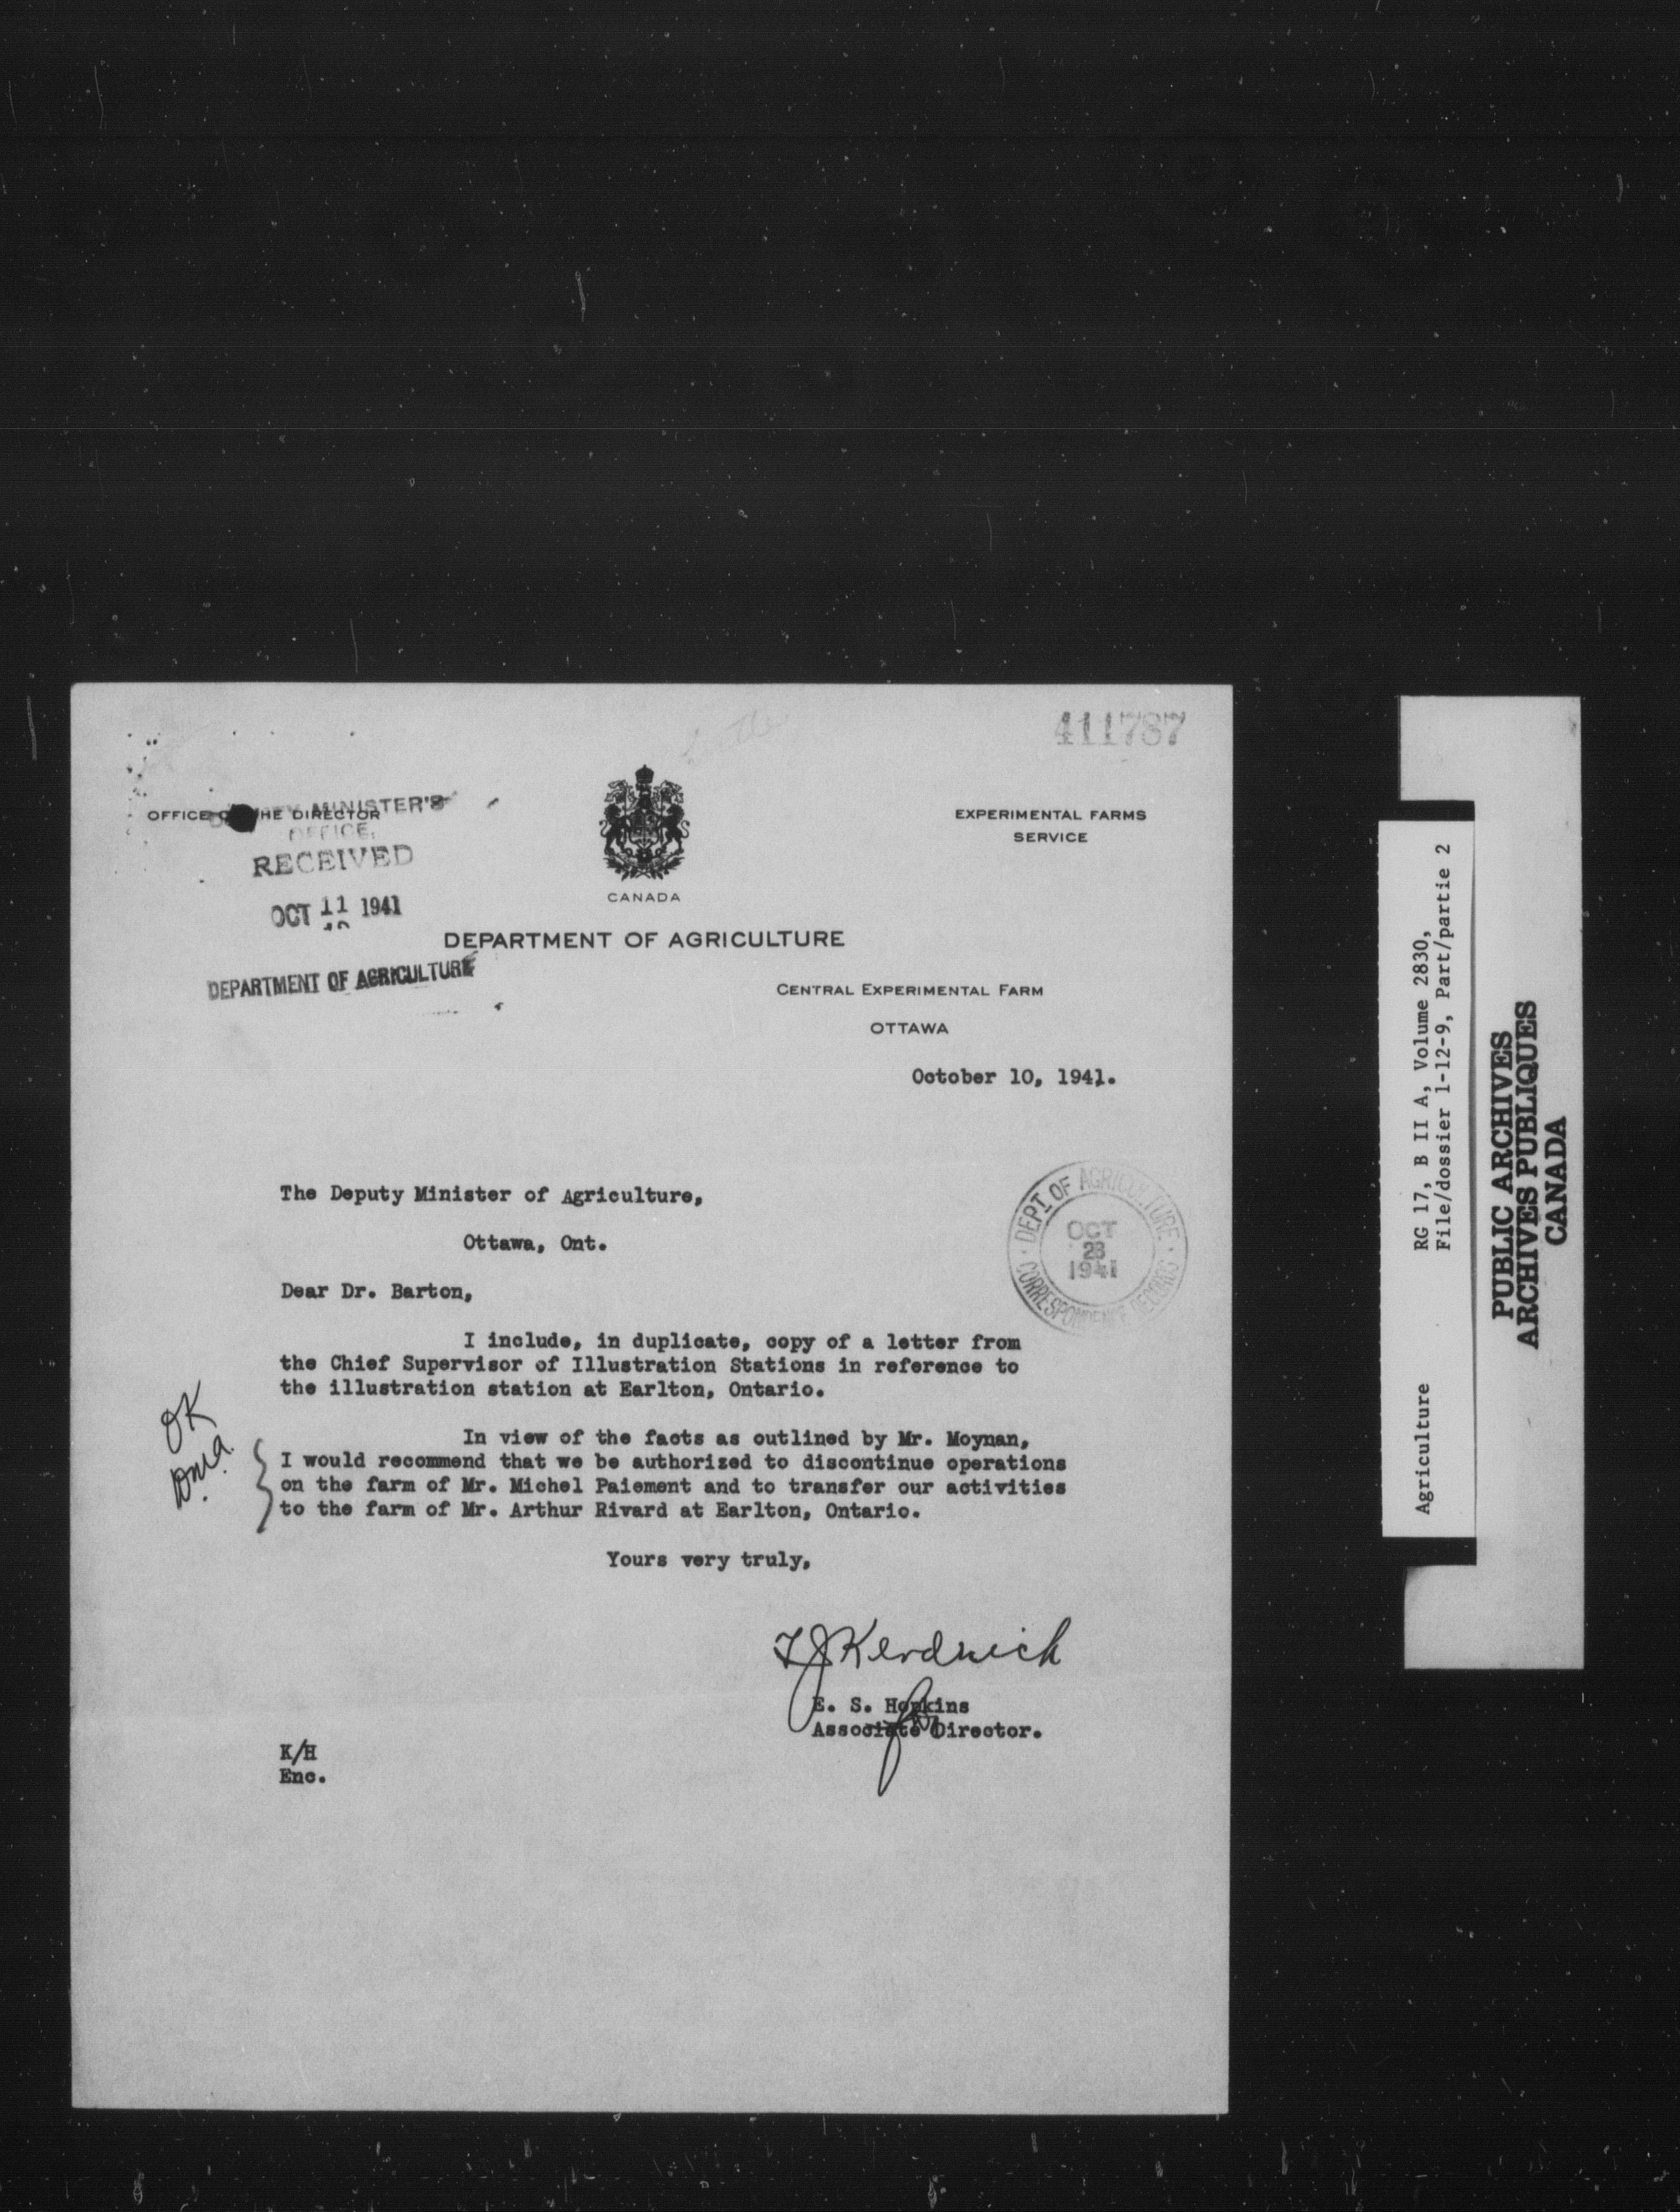 411787
OFFICE OF THE DIRECTOR
DEPUTY MINISTER'S
OFFICE,
RECEIVED
OCT 11 1941
DEPARTMENT OF AGRICULTURE
EXPERIMENTAL FARMS
SERVICE
CANADA
DEPARTMENT OF AGRICULTURE
CENTRAL EXPERIMENTAL FARM
OTTAWA
October 10, 1941.
The Deputy Minister of Agriculture,
Ottawa, Ont.
DEPT OF AGRICULTURE
OCT
28
1941
CORRESPONDENCE RECORDS
Dear Dr. Barton,
I include, in duplicate, copy of a letter from
the Chief Supervisor of Illustration Stations in reference to
the illustration station at Earlton, Ontario.
OK
D.M.A.
In view of the facts as outlined by Mr. Moynan,
I would recommend that we be authorized to discontinue operations
on the farm of Mr. Michel Paiement and to transfer our activities
to the farm of Mr. Arthur Rivard at Earlton, Ontario.
Yours very truly,
for
E. S. Hopkins
Associate Director.
K/H
Enc.
Agriculture RG 17, B II A, Volume 2830,
File/dossier 1-12-9, Part/partie 2
PUBLIC ARCHIVES
ARCHIVES PUBLIQUES
CANADA